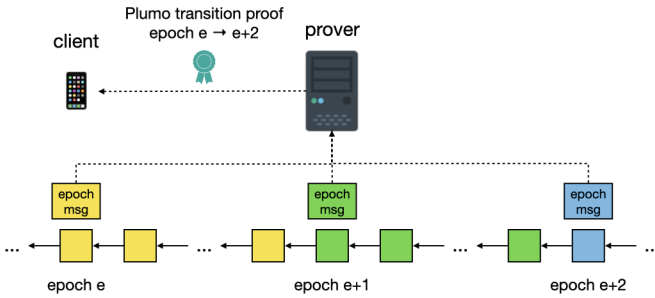 Plumo transition proof
epoch e → e+2
client
prover
epoch
msg
epoch
msg
epoch
msg
...
...
...
..
epoch e
epoch e+1
epoch e+2